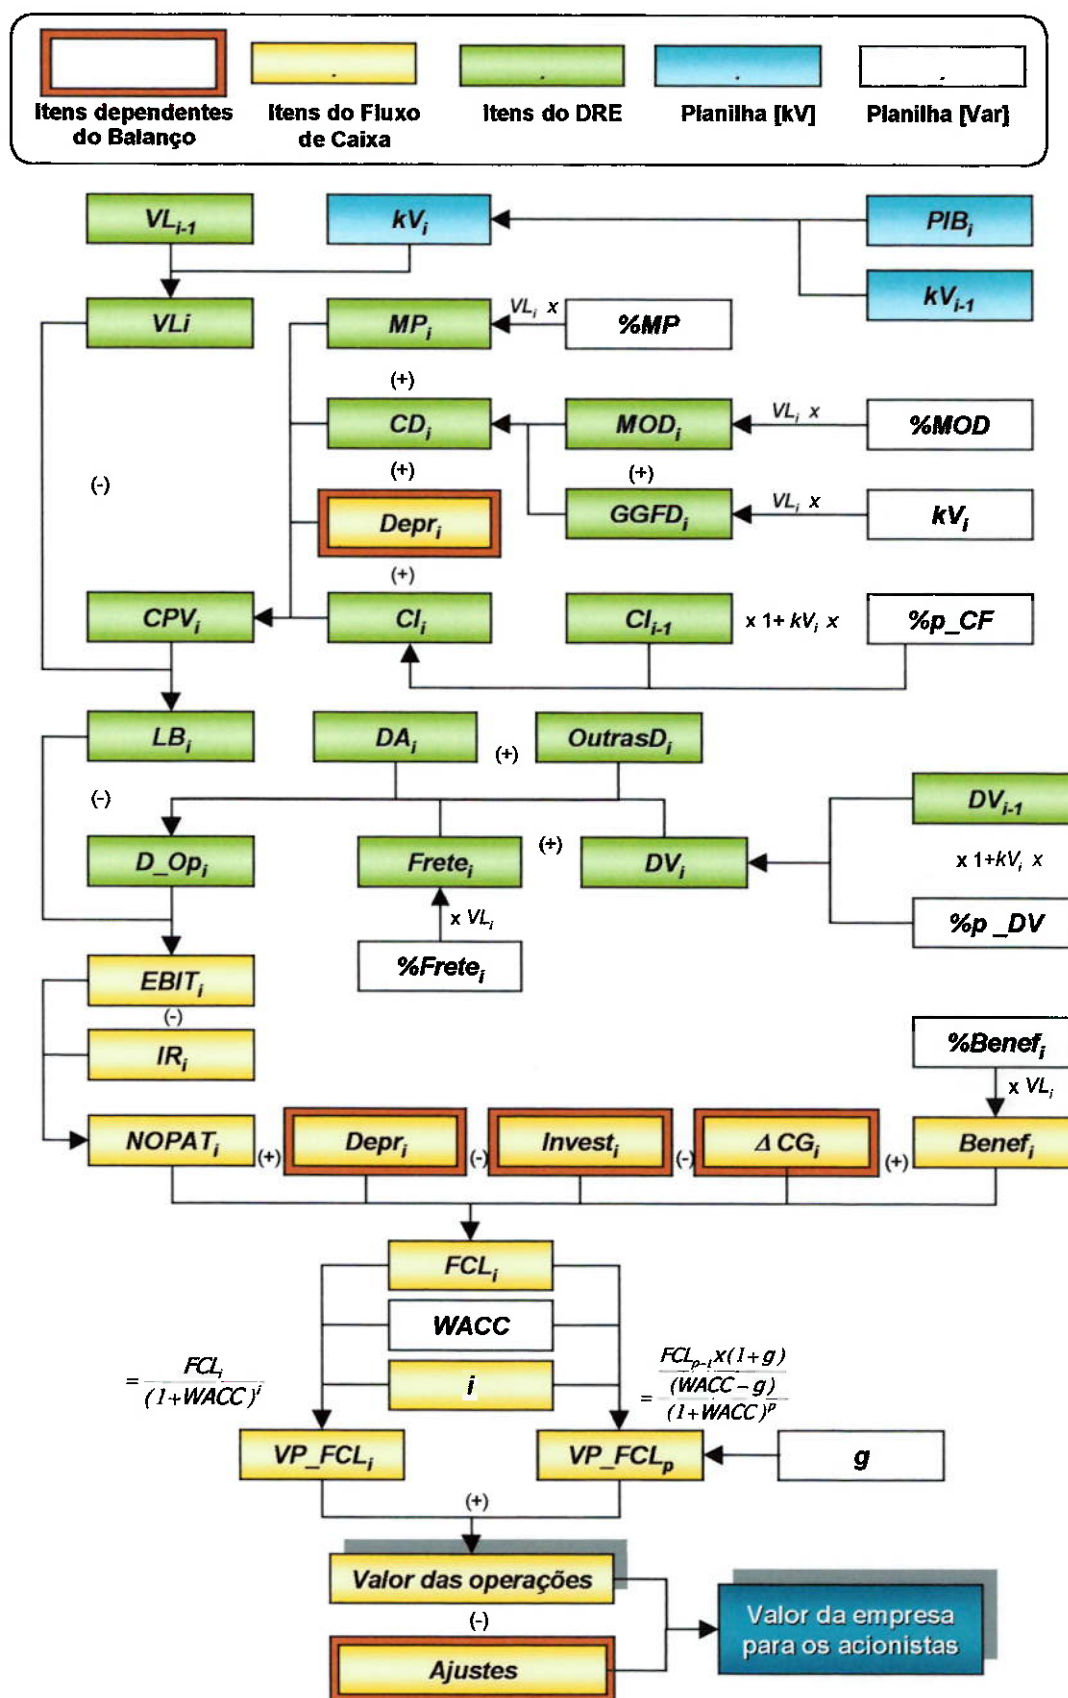 Itens dependentes
do Balanço
Itens do Fluxo
de Caixa
Itens do DRE
Planilha [kV]
Planilha [Var]
VLi-1
kVi
PIBi
kVi-1
VLi
MPi
VLi x
%MP
(+)
CDi
MODi
VLi x
%MOD
(-)
(+)
(+)
Depri
GGFDi
VLi x
kVi
(+)
CPVi
CIi
CIi-1
x 1+ kVi x
%p_CF
LBi
DAi
(+)
OutrasDi
(-)
DVi-1
D_Opi
Fretei
(+)
DVi
x 1+kVi x
x VLi
%p _DV
%Fretei
EBITi
(-)
IRi
%Benefi
x VLi
NOPATi
(+)
Depri
(-)
Investi
(-)
Δ CGi
(+)
Benefi
FCLi
WACC
i
= FCLi
(1+WACC)^i
= FCLp-1 x(1+g)
(WACC-g)
(1+WACC)^p
VP_FCLi
VP_FCLp
g
(+)
Valor das operações
(-)
Ajustes
Valor da empresa
para os acionistas